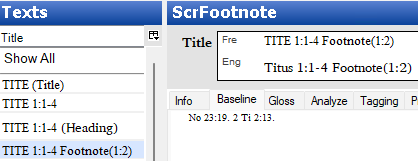 Texts
Title
Show All
TITE (Title)
TITE 1:1-4
TITE 1:1-4 (Heading)
TITE 1:1-4 Footnote(1:2)
ScrFootnote
Title
Fre TITE 1:1-4 Footnote(1:2)
Eng Titus 1:1-4 Footnote(1:2)
Info Baseline Gloss Analyze Tagging
No 23:19. 2 Ti 2:13.